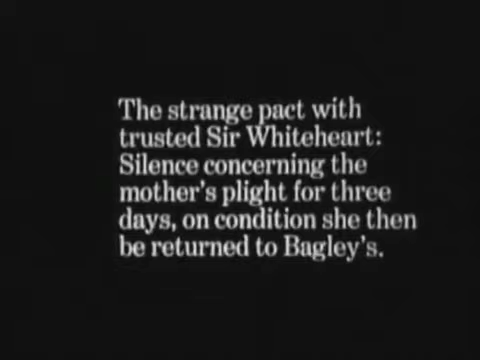 The strange pact with
trusted Sir Whiteheart:
Silence concerning the
mother's plight for three
days, on condition she then
be returned to Bagley's.